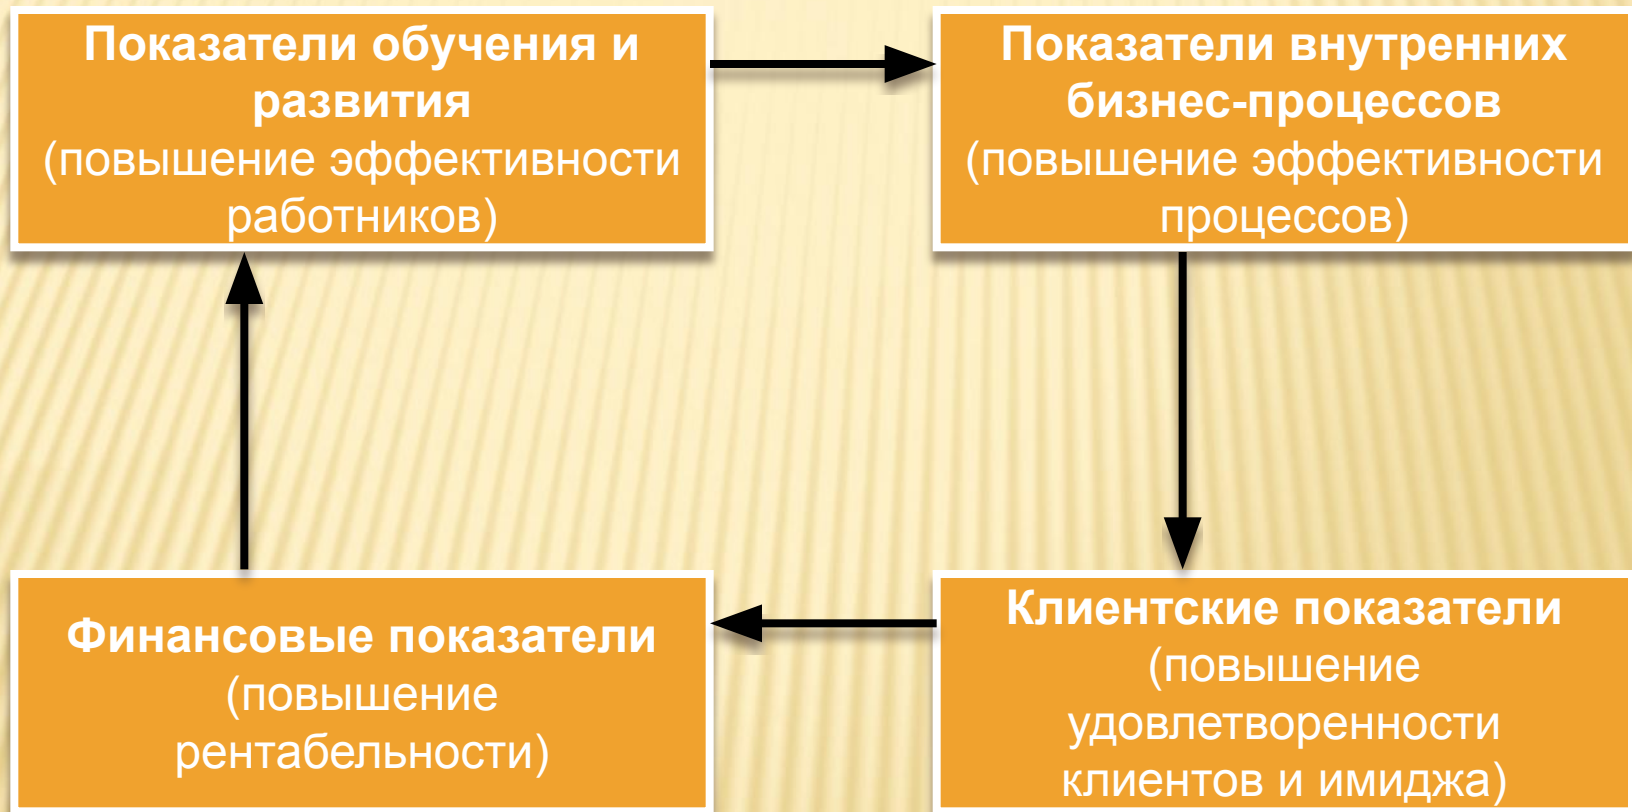 Показатели обучения и
развития
(повышение эффективности
работников)
Показатели внутренних
бизнес-процессов
(повышение эффективности
процессов)
Финансовые показатели
(повышение
рентабельности)
Клиентские показатели
(повышение
удовлетворенности
клиентов и имиджа)